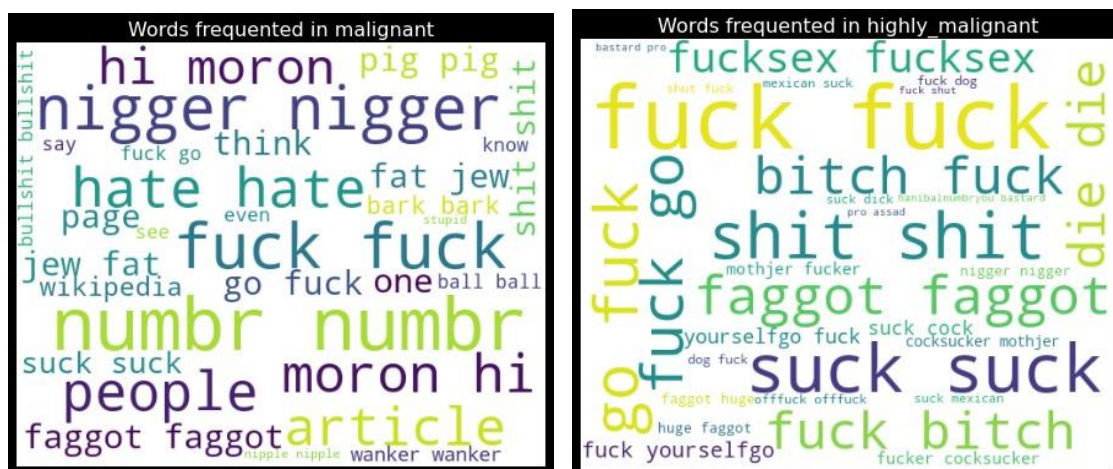 Words frequented in malignant
bullshit bullshit
hi moron
pig pig
nigger nigger
shit shit
say
fuck go
think
know
hate hate
fat jew
bark bark
page
even
stupid
see
fuck fuck
jew fat
wikipedia
go fuck
one
ball ball
numbr numbr
suck suck
people
moron hi
faggot faggot
article
nipple nipple
wanker wanker
Words frequented in highly_malignant
bastard pro
fucksex fucksex
mexican suck
fuck dog
shut fuck
fuck shut
fuck fuck
die die
go fuck
fuck go
bitch fuck
suck dick
hanibalnumbryou bastard
pro assad
shit shit
mothjer fucker
nigger nigger
faggot faggot
yourselfgo fuck
suck cock
cocksucker mothjer
dog fuck
suck suck
faggot huge
offfuck offfuck
suck mexican
huge faggot
fuck bitch
fuck yourselfgo
fucker cocksucker